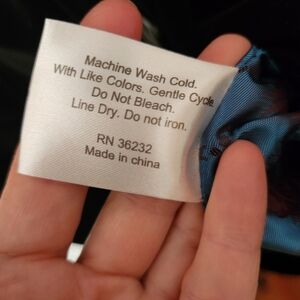 Machine Wash Cold.
With Like Colors. Gentle Cycle.
Do Not Bleach.
Line Dry. Do not iron.
RN 36232
Made in china